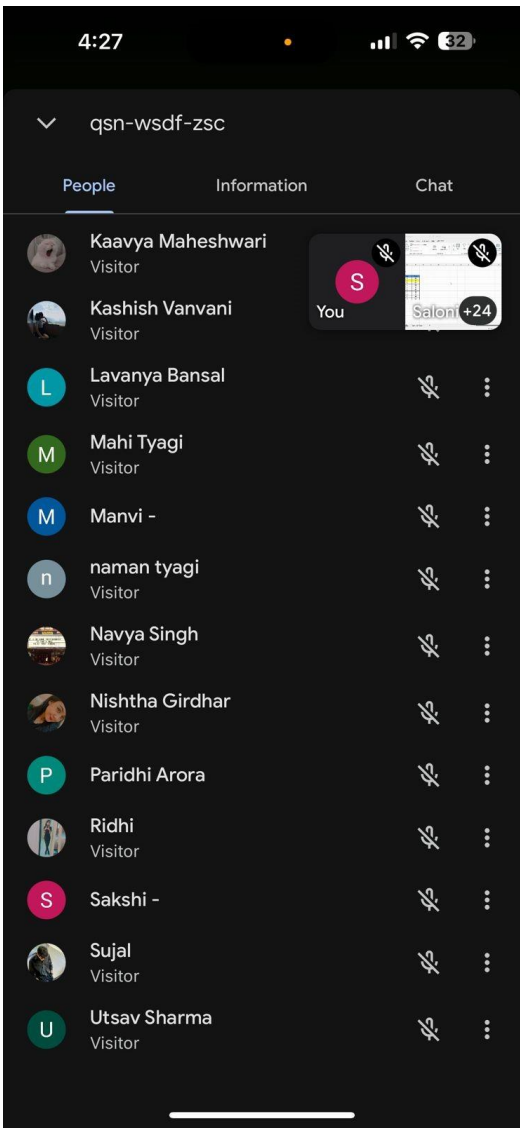 4:27
32
qsn-wsdf-zsc
People
Information
Chat
Kaavya Maheshwari
Visitor
You
S
Saloni
+24
Kashish Vanvani
Visitor
L
Lavanya Bansal
Visitor
M
Mahi Tyagi
Visitor
M
Manvi -
n
naman tyagi
Visitor
Navya Singh
Visitor
Nishtha Girdhar
Visitor
P
Paridhi Arora
Ridhi
Visitor
S
Sakshi -
Sujal
Visitor
U
Utsav Sharma
Visitor